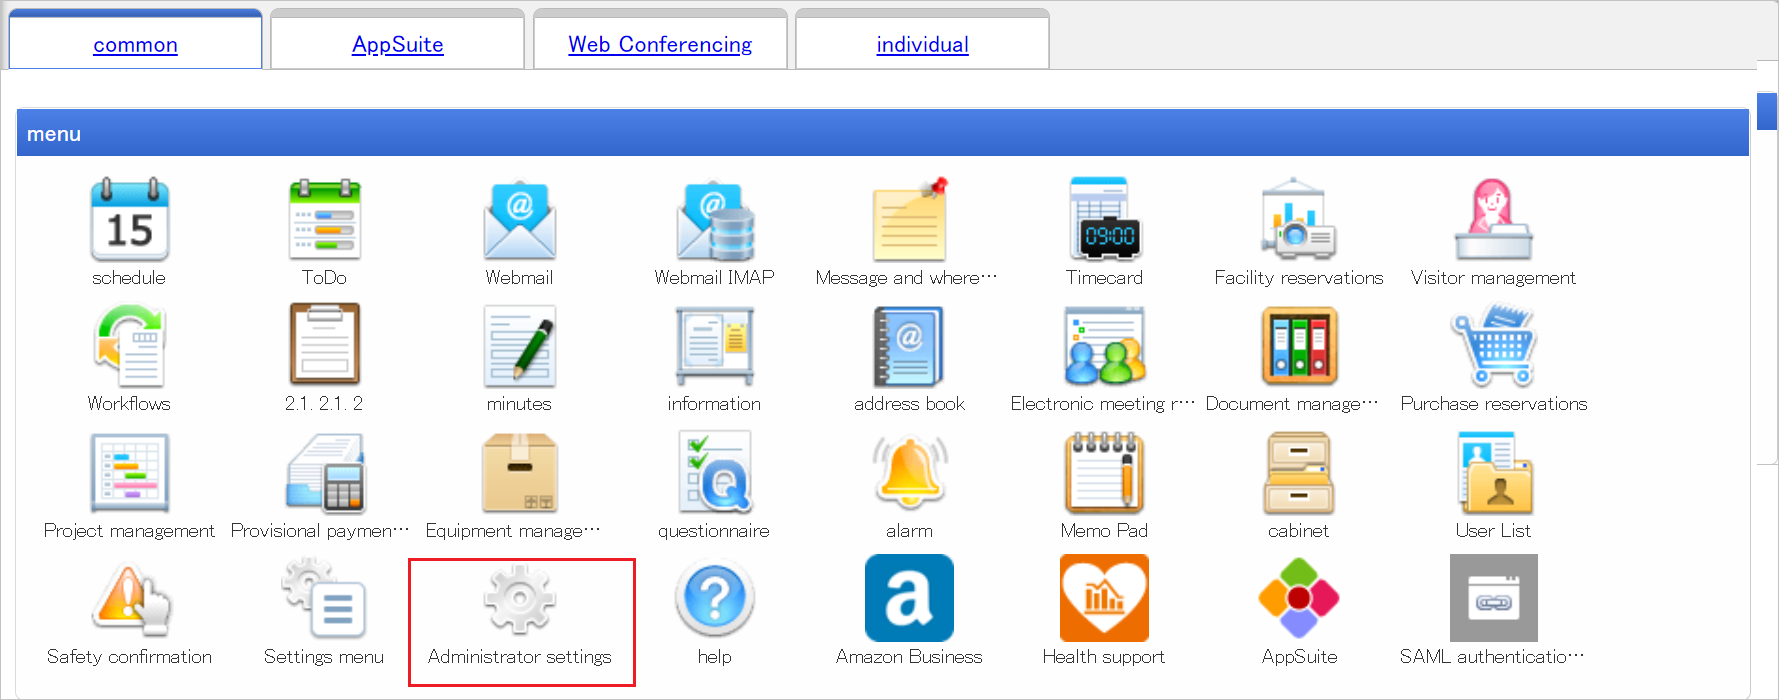 common AppSuite Web Conferencing individual
menu
15 @ @ 09:00
schedule ToDo Webmail Webmail IMAP Message and where… Timecard Facility reservations Visitor management
@
Workflows 2.1. 2.1. 2 minutes information address book Electronic meeting r… Document manage… Purchase reservations
Q
Project management Provisional paymen… Equipment manage… questionnaire alarm Memo Pad cabinet User List
? a
Safety confirmation Settings menu Administrator settings help Amazon Business Health support AppSuite SAML authenticatio…